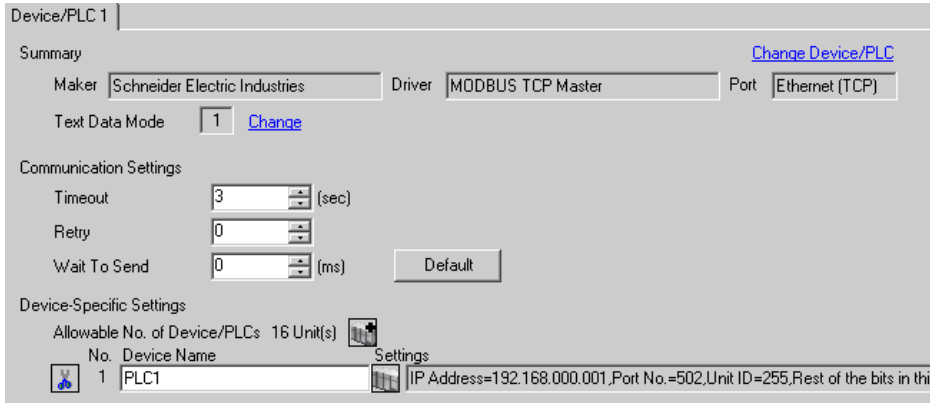 Device/PLC 1
Summary Change Device/PLC
Maker Schneider Electric Industries Driver MODBUS TCP Master Port Ethernet (TCP)
Text Data Mode 1 Change
Communication Settings
Timeout 3 (sec)
Retry 0
Wait To Send 0 (ms) Default
Device-Specific Settings
Allowable No. of Device/PLCs 16 Unit(s)
No. Device Name Settings
1 PLC1 IP Address=192.168.000.001,Port No.=502,Unit ID=255,Rest of the bits in thi